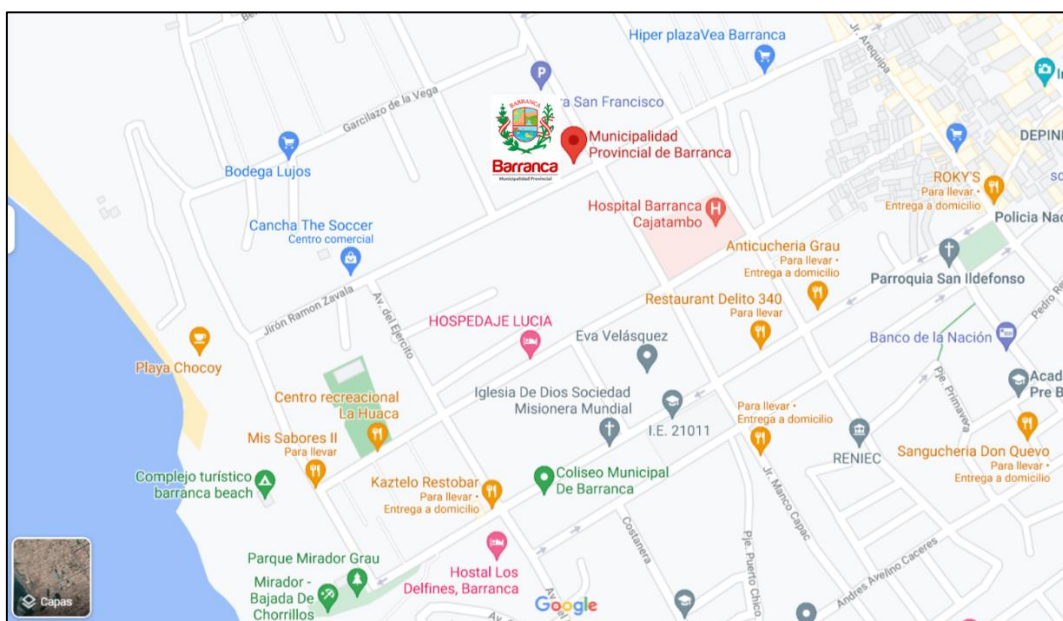 Jr. Arequipa
Hiper plazaVea Barranca
Garcilazo de la Vega
San Francisco
BARRANCA
Barranca
Municipalidad Provincial
Municipalidad
Provincial de Barranca
Bodega Lujos
DEPIN
ROKY'S
Para llevar ·
Entrega a domicilio
Hospital Barranca
Cajatambo
Policia Nac
Cancha The Soccer
Centro comercial
Anticucheria Grau
Para llevar ·
Entrega a domicilio
Parroquia San Ildefonso
Jirón Ramon Zavala
Av. del Ejercito
Restaurant Delito 340
Para llevar
HOSPEDAJE LUCIA
Eva Velásquez
Banco de la Nación
Playa Chocoy
Pje. Primavera
Acad
Pre B
Iglesia De Dios Sociedad
Misionera Mundial
Centro recreacional
La Huaca
Para llevar ·
Entrega a domicilio
I.E. 21011
Mis Sabores II
Para llevar
RENIEC
Sangucheria Don Quevo
Para llevar ·
Entrega a domicilio
Complejo turístico
barranca beach
Kaztelo Restobar
Para llevar ·
Entrega a domicilio
Coliseo Municipal
De Barranca
Jr. Manco Capac
Costanera
Pje. Puerto Chico
Parque Mirador Grau
Hostal Los
Delfines, Barranca
Andres Avelino Caceres
Mirador -
Bajada De
Chorrillos
Capas
Google